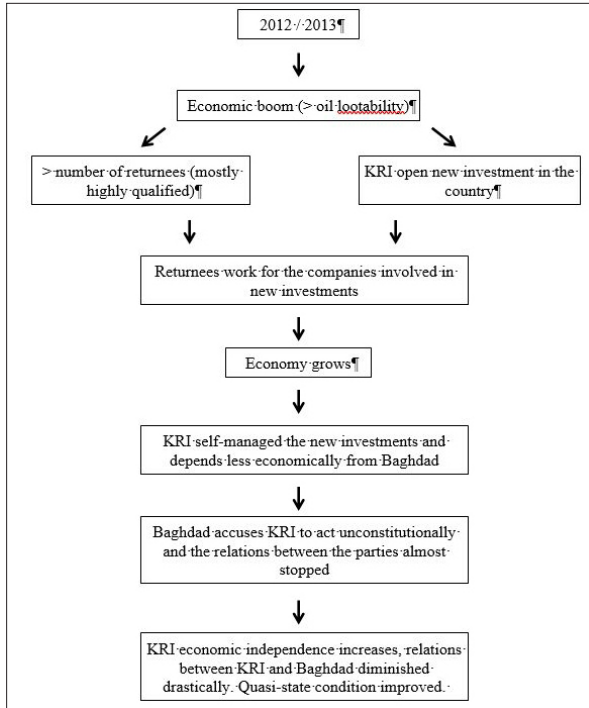 2012 / 2013¶
Economic boom (> oil lootability)¶
> number of returnees (mostly
highly qualified)¶
KRI open new investment in the
country¶
Returnees work for the companies involved in
new investments
Economy grows¶
KRI self-managed the new investments and
depends less economically from Baghdad
Baghdad accuses KRI to act unconstitutionally
and the relations between the parties almost
stopped
KRI economic independence increases, relations
between KRI and Baghdad diminished
drastically. Quasi-state condition improved.